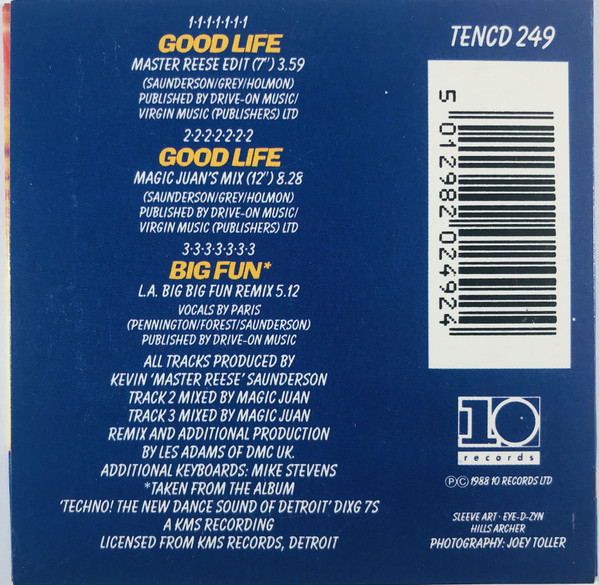 1·1·1·1·1·1·1
GOOD LIFE
MASTER REESE EDIT (7") 3.59
(SAUNDERSON/GREY/HOLMON)
PUBLISHED BY DRIVE-ON MUSIC/
VIRGIN MUSIC (PUBLISHERS) LTD
2·2·2·2·2·2·2
GOOD LIFE
MAGIC JUAN'S MIX (12") 8.28
(SAUNDERSON/GREY/HOLMON)
PUBLISHED BY DRIVE-ON MUSIC/
VIRGIN MUSIC (PUBLISHERS) LTD
3·3·3·3·3·3·3
BIG FUN*
L.A. BIG BIG FUN REMIX 5.12
VOCALS BY PARIS
(PENNINGTON/FOREST/SAUNDERSON)
PUBLISHED BY DRIVE-ON MUSIC
ALL TRACKS PRODUCED BY
KEVIN 'MASTER REESE' SAUNDERSON
TRACK 2 MIXED BY MAGIC JUAN
TRACK 3 MIXED BY MAGIC JUAN
REMIX AND ADDITIONAL PRODUCTION
BY LES ADAMS OF DMC UK.
ADDITIONAL KEYBOARDS: MIKE STEVENS
*TAKEN FROM THE ALBUM
'TECHNO! THE NEW DANCE SOUND OF DETROIT' DIXG 75
A KMS RECORDING
LICENSED FROM KMS RECORDS, DETROIT
TENCD 249
5 012982 024924
10
records
℗© 1988 10 RECORDS LTD
SLEEVE ART · EYE-D-ZYN
HILLS ARCHER
PHOTOGRAPHY: JOEY TOLLER